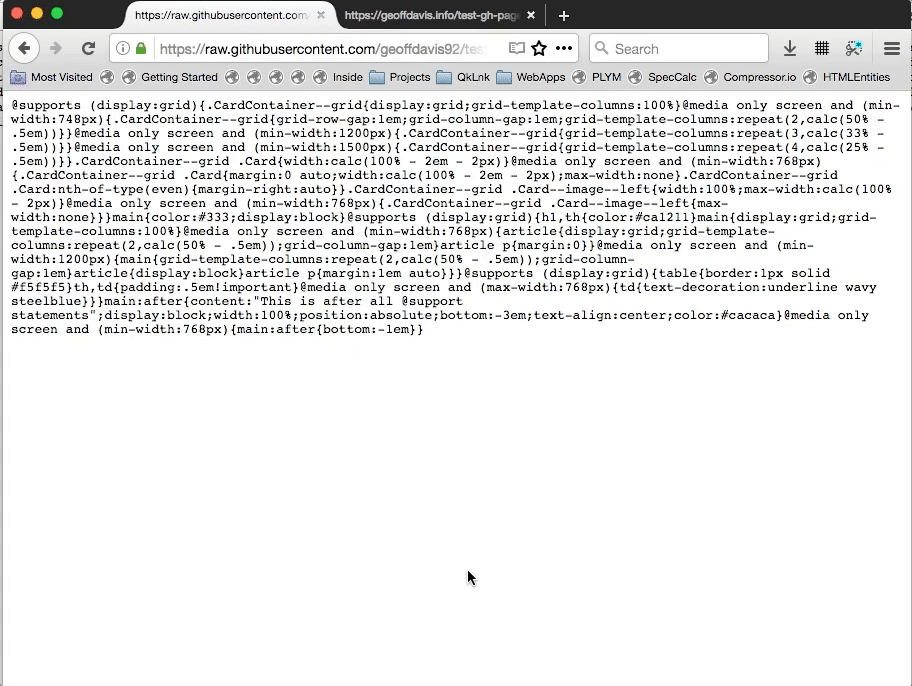 https://raw.githubusercontent.com/
https://geoffdavis.info/test-gh-pag
https://raw.githubusercontent.com/geoffdavis92/tes
Search
Most Visited
Getting Started
Inside
Projects
QkLnk
WebApps
PLYM
SpecCalc
Compressor.io
HTMLEntities
@supports (display:grid){.CardContainer--grid{display:grid;grid-template-columns:100%}@media only screen and (min-
width:748px){.CardContainer--grid{grid-row-gap:1em;grid-column-gap:1em;grid-template-columns:repeat(2,calc(50% -
.5em))}}@media only screen and (min-width:1200px){.CardContainer--grid{grid-template-columns:repeat(3,calc(33% -
.5em))}}@media only screen and (min-width:1500px){.CardContainer--grid{grid-template-columns:repeat(4,calc(25% -
.5em))}}.CardContainer--grid .Card{width:calc(100% - 2em - 2px)}@media only screen and (min-width:768px)
{.CardContainer--grid .Card{margin:0 auto;width:calc(100% - 2em - 2px);max-width:none}.CardContainer--grid
.Card:nth-of-type(even){margin-right:auto}}.CardContainer--grid .Card--image--left{width:100%;max-width:calc(100%
- 2px)}@media only screen and (min-width:768px){.CardContainer--grid .Card--image--left{max-
width:none}}}main{color:#333;display:block}@supports (display:grid){h1,th{color:#ca1211}main{display:grid;grid-
template-columns:100%}@media only screen and (min-width:768px){article{display:grid;grid-template-
columns:repeat(2,calc(50% - .5em));grid-column-gap:1em}article p{margin:0}}@media only screen and (min-
width:1200px){main{grid-template-columns:repeat(2,calc(50% - .5em));grid-column-
gap:1em}article{display:block}article p{margin:1em auto}}}@supports (display:grid){table{border:1px solid
#f5f5f5}th,td{padding:.5em!important}@media only screen and (max-width:768px){td{text-decoration:underline wavy
steelblue}}}main:after{content:"This is after all @support
statements";display:block;width:100%;position:absolute;bottom:-3em;text-align:center;color:#cacaca}@media only
screen and (min-width:768px){main:after{bottom:-1em}}